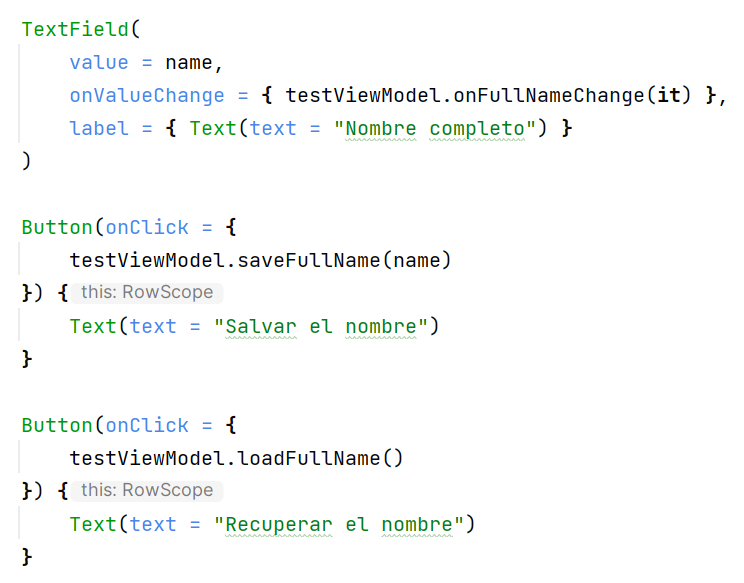 TextField(
    value = name,
    onValueChange = { testViewModel.onFullNameChange(it) },
    label = { Text(text = "Nombre completo") }
)

Button(onClick = {
    testViewModel.saveFullName(name)
}) { this: RowScope
    Text(text = "Salvar el nombre")
}

Button(onClick = {
    testViewModel.loadFullName()
}) { this: RowScope
    Text(text = "Recuperar el nombre")
}